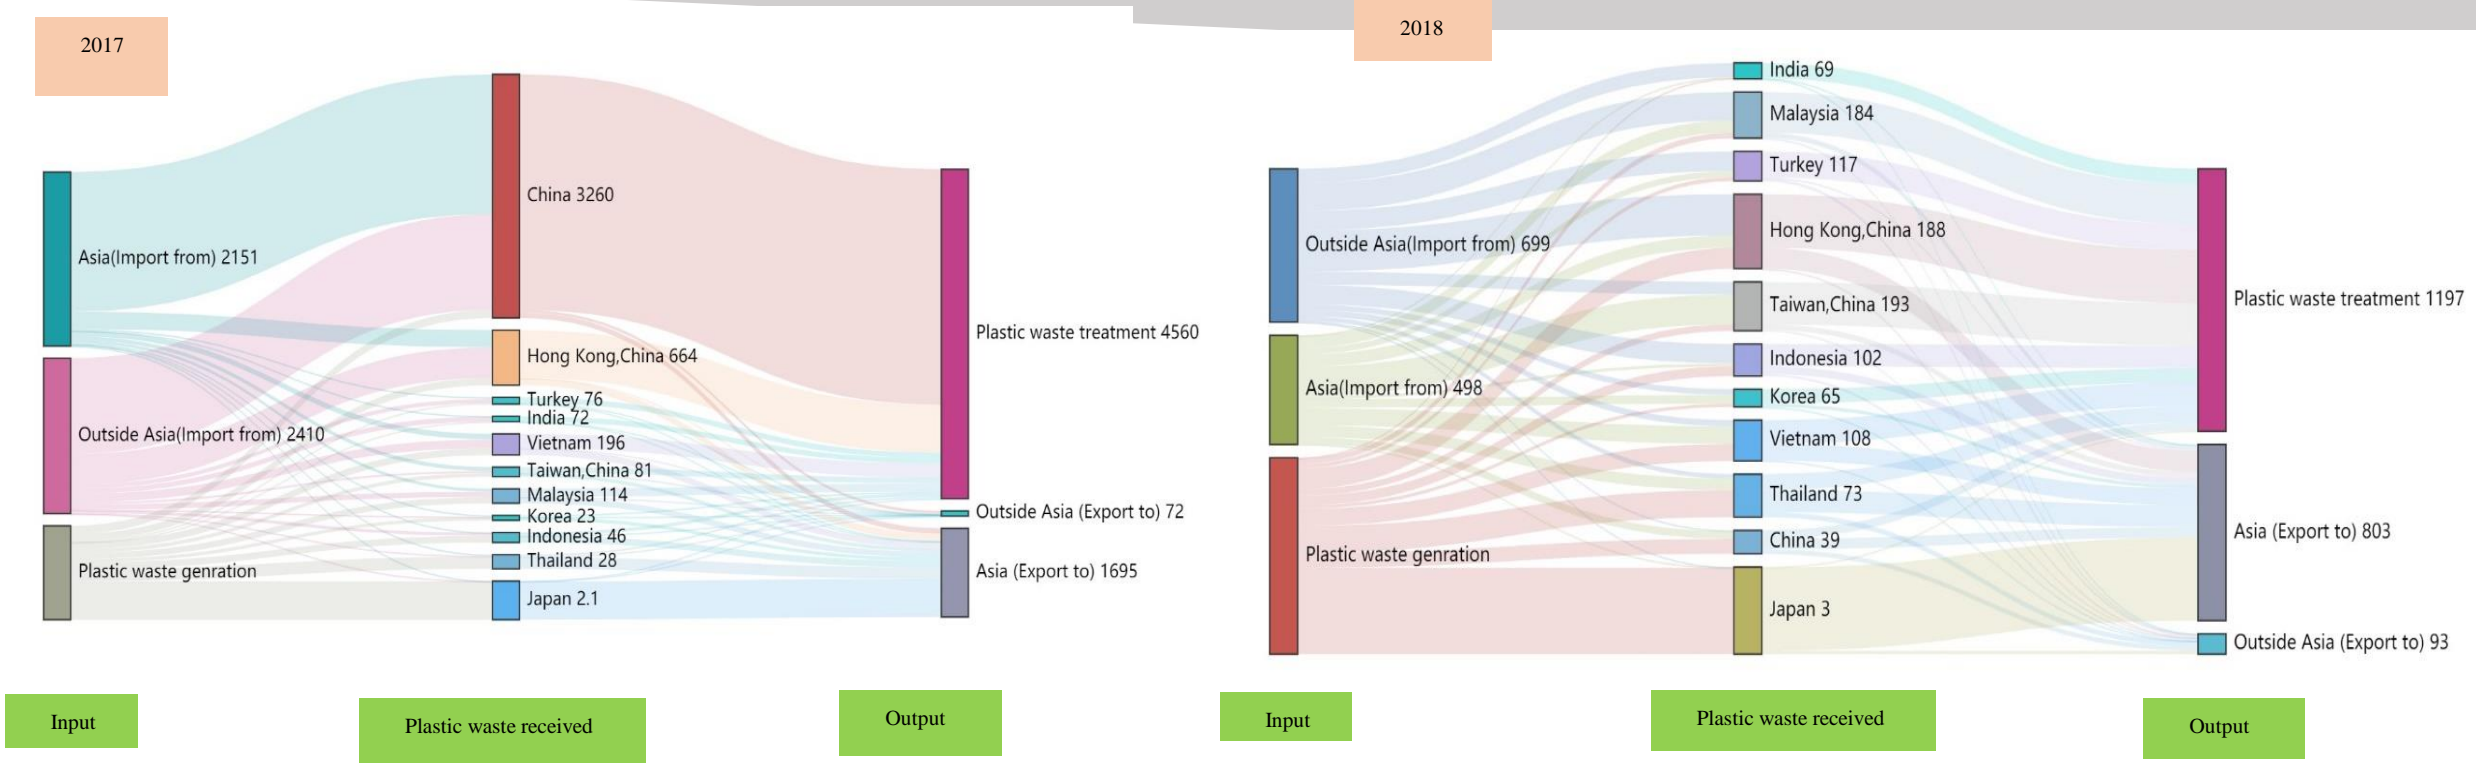 2017
China 3260
Asia(Import from) 2151
Plastic waste treatment 4560
Hong Kong,China 664
Turkey 76
India 72
Outside Asia(Import from) 2410
Vietnam 196
Taiwan,China 81
Malaysia 114
Outside Asia (Export to) 72
Korea 23
Indonesia 46
Thailand 28
Plastic waste genration
Asia (Export to) 1695
Japan 2.1
Input
Plastic waste received
Output
2018
India 69
Malaysia 184
Turkey 117
Hong Kong,China 188
Outside Asia(Import from) 699
Plastic waste treatment 1197
Taiwan,China 193
Indonesia 102
Asia(Import from) 498
Korea 65
Vietnam 108
Thailand 73
Asia (Export to) 803
China 39
Plastic waste genration
Japan 3
Outside Asia (Export to) 93
Input
Plastic waste received
Output